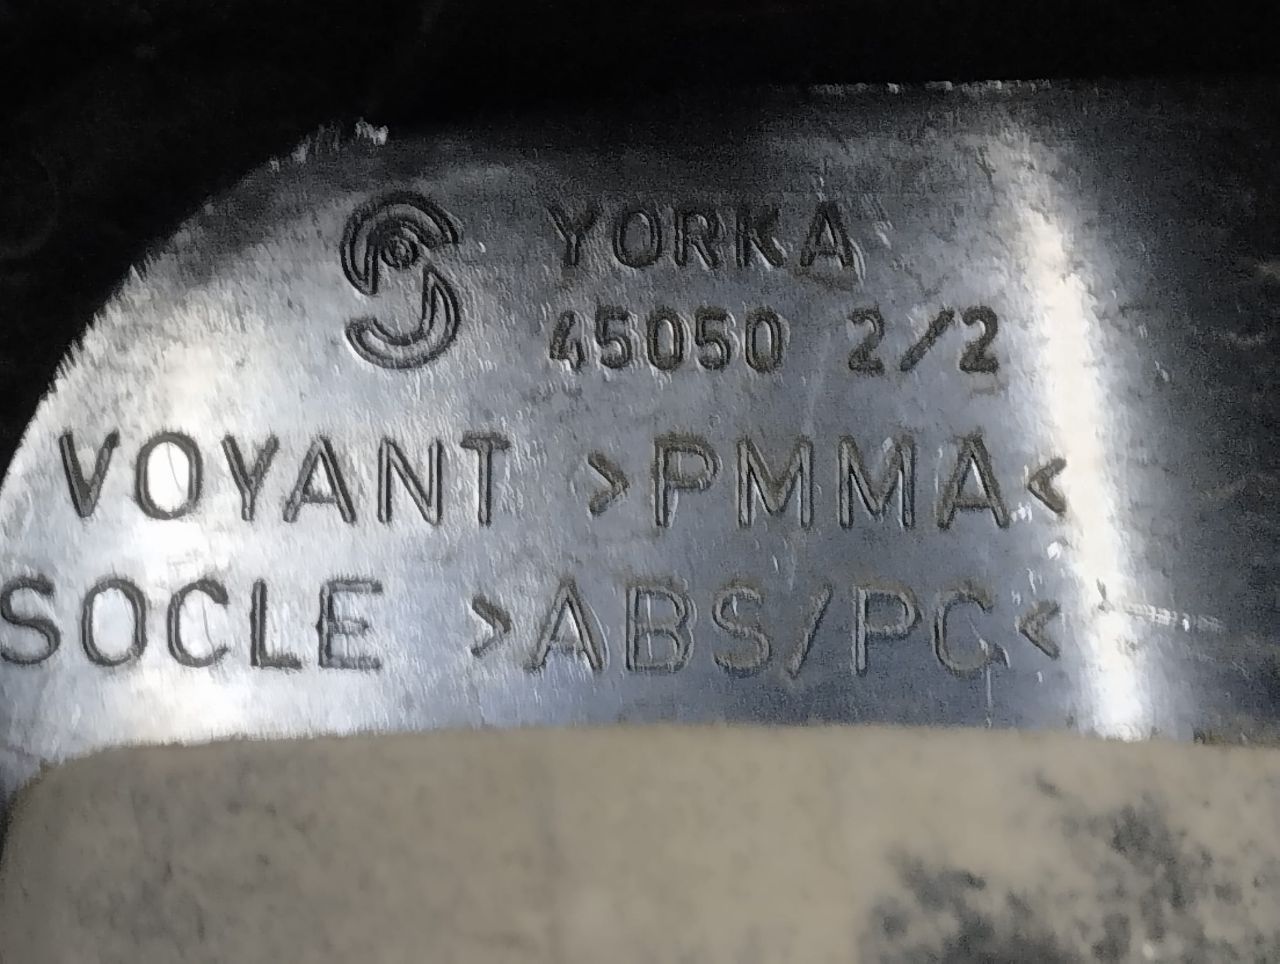 YORKA
45050 2/2
VOYANT >PMMA<
SOCLE >ABS/PC<